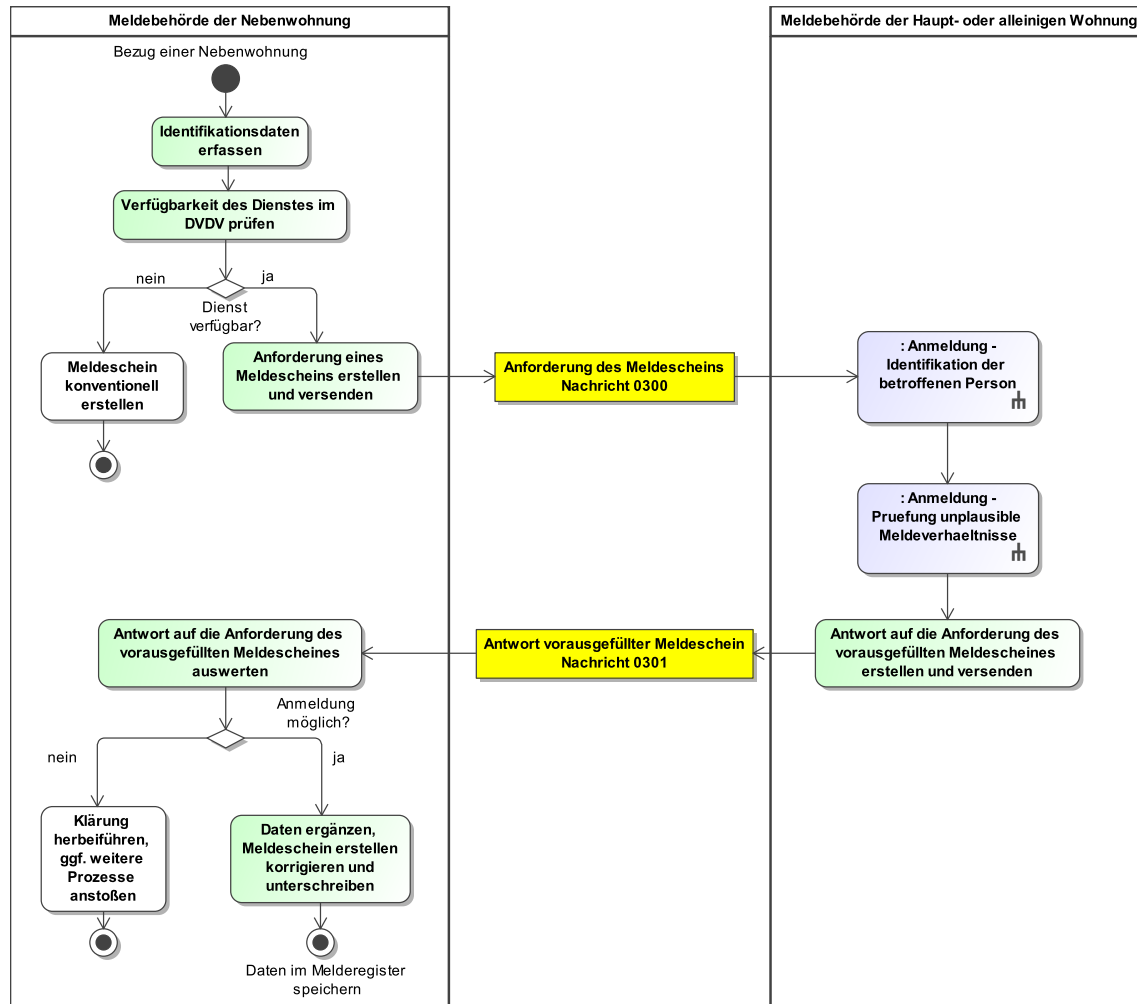 Meldebehörde der Nebenwohnung
Meldebehörde der Haupt- oder alleinigen Wohnung
Bezug einer Nebenwohnung
Identifikationsdaten
erfassen
Verfügbarkeit des Dienstes im
DVDV prüfen
nein
ja
Dienst
verfügbar?
Meldeschein
konventionell
erstellen
Anforderung eines
Meldescheins erstellen
und versenden
Anforderung des Meldescheins
Nachricht 0300
: Anmeldung -
Identifikation der
betroffenen Person
: Anmeldung -
Pruefung unplausible
Meldeverhaeltnisse
Antwort auf die Anforderung des
vorausgefüllten Meldescheines
erstellen und versenden
Antwort vorausgefüllter Meldeschein
Nachricht 0301
Antwort auf die Anforderung des
vorausgefüllten Meldescheines
auswerten
Anmeldung
möglich?
nein
ja
Klärung
herbeiführen,
ggf. weitere
Prozesse
anstoßen
Daten ergänzen,
Meldeschein erstellen
korrigieren und
unterschreiben
Daten im Melderegister
speichern